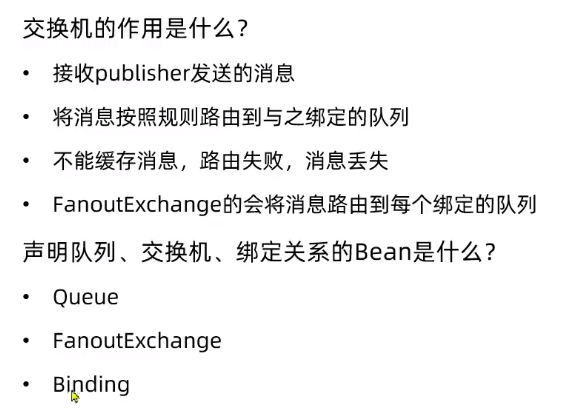 交换机的作用是什么？
• 接收publisher发送的消息
• 将消息按照规则路由到与之绑定的队列
• 不能缓存消息，路由失败，消息丢失
• FanoutExchange的会将消息路由到每个绑定的队列
声明队列、交换机、绑定关系的Bean是什么？
• Queue
• FanoutExchange
• Binding